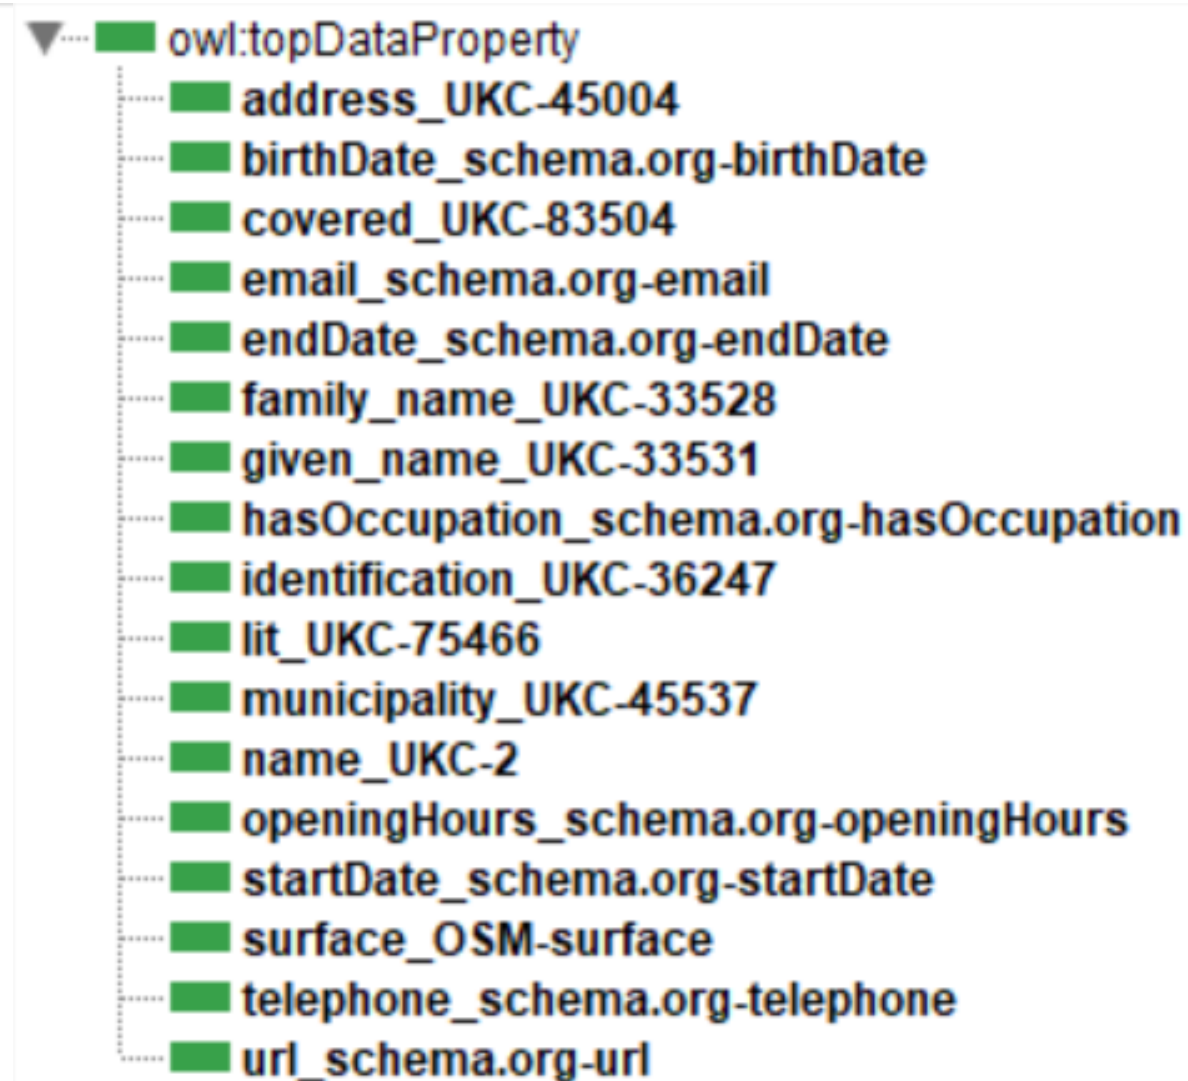 owl:topDataProperty
address_UKC-45004
birthDate_schema.org-birthDate
covered_UKC-83504
email_schema.org-email
endDate_schema.org-endDate
family_name_UKC-33528
given_name_UKC-33531
hasOccupation_schema.org-hasOccupation
identification_UKC-36247
lit_UKC-75466
municipality_UKC-45537
name_UKC-2
openingHours_schema.org-openingHours
startDate_schema.org-startDate
surface_OSM-surface
telephone_schema.org-telephone
url_schema.org-url